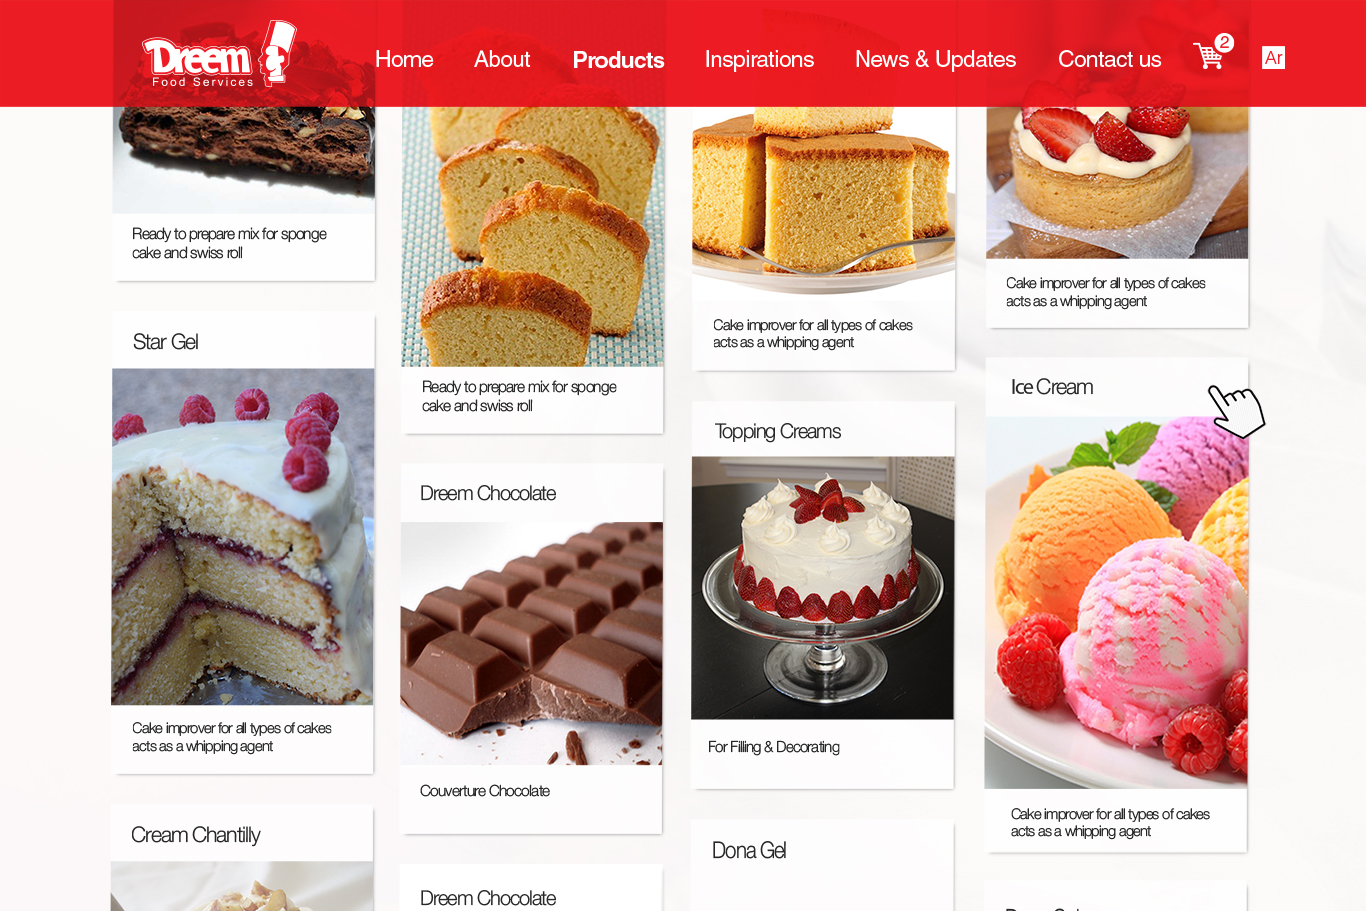 Dreem
Food Services
Home
About
Products
Inspirations
News & Updates
Contact us
2
Ar
Ready to prepare mix for sponge
cake and swiss roll
Star Gel
Cake improver for all types of cakes
acts as a whipping agent
Cream Chantilly
Ready to prepare mix for sponge
cake and swiss roll
Dreem Chocolate
Couverture Chocolate
Dreem Chocolate
Cake improver for all types of cakes
acts as a whipping agent
Topping Creams
For Filling & Decorating
Dona Gel
Cake improver for all types of cakes
acts as a whipping agent
Ice Cream
Cake improver for all types of cakes
acts as a whipping agent